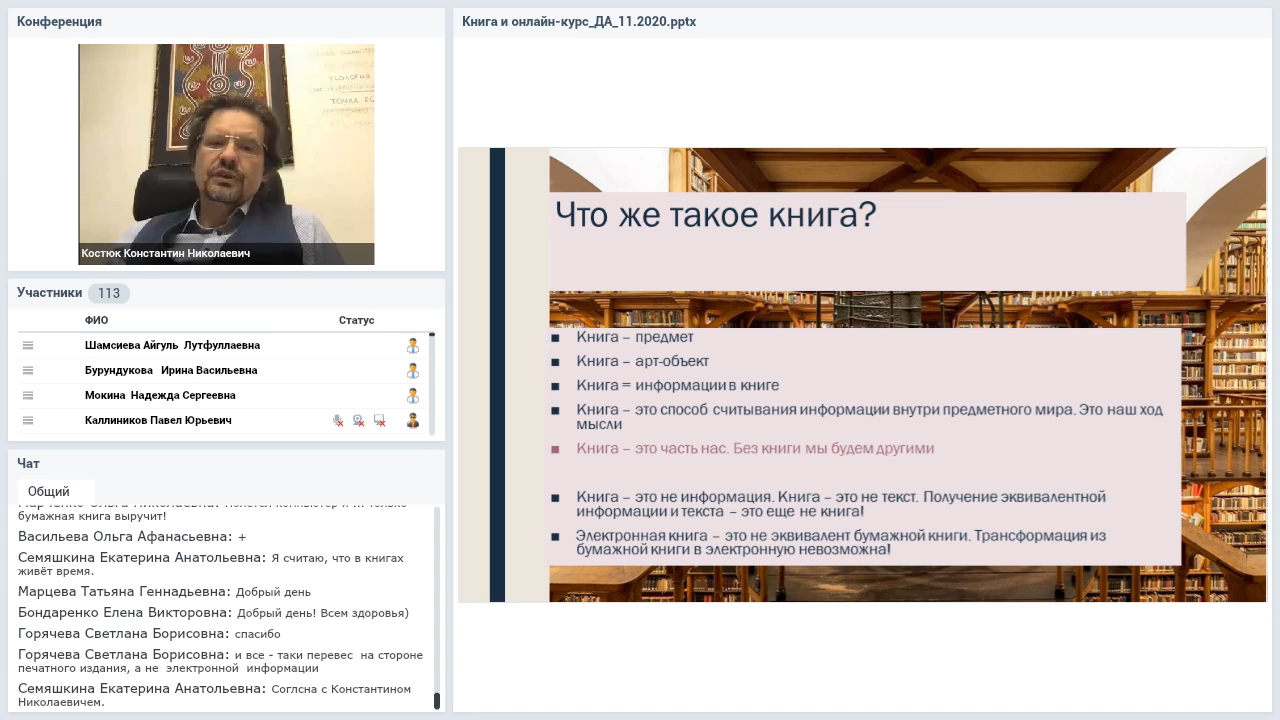 Конференция
ТЕОЛОГИЯ
ТОЧКА
Костюк Константин Николаевич
Участники 113
ФИО Статус
Шамсиева Айгуль Лутфуллаевна
Бурундукова Ирина Васильевна
Мокина Надежда Сергеевна
Каллиников Павел Юрьевич
Чат
Общий
бумажная книга выручит!
Васильева Ольга Афанасьевна: +
Семяшкина Екатерина Анатольевна: Я считаю, что в книгах
живёт время.
Марцева Татьяна Геннадьевна: Добрый день
Бондаренко Елена Викторовна: Добрый день! Всем здоровья)
Горячева Светлана Борисовна: спасибо
Горячева Светлана Борисовна: и все - таки перевес на стороне
печатного издания, а не электронной информации
Семяшкина Екатерина Анатольевна: Соглсна с Константином
Николаевичем.
Книга и онлайн-курс_ДА_11.2020.pptx
Что же такое книга?
Книга – предмет
Книга – арт-объект
Книга = информации в книге
Книга – это способ считывания информации внутри предметного мира. Это наш ход
мысли
Книга – это часть нас. Без книги мы будем другими
Книга – это не информация. Книга – это не текст. Получение эквивалентной
информации и текста – это еще не книга!
Электронная книга – это не эквивалент бумажной книги. Трансформация из
бумажной книги в электронную невозможна!